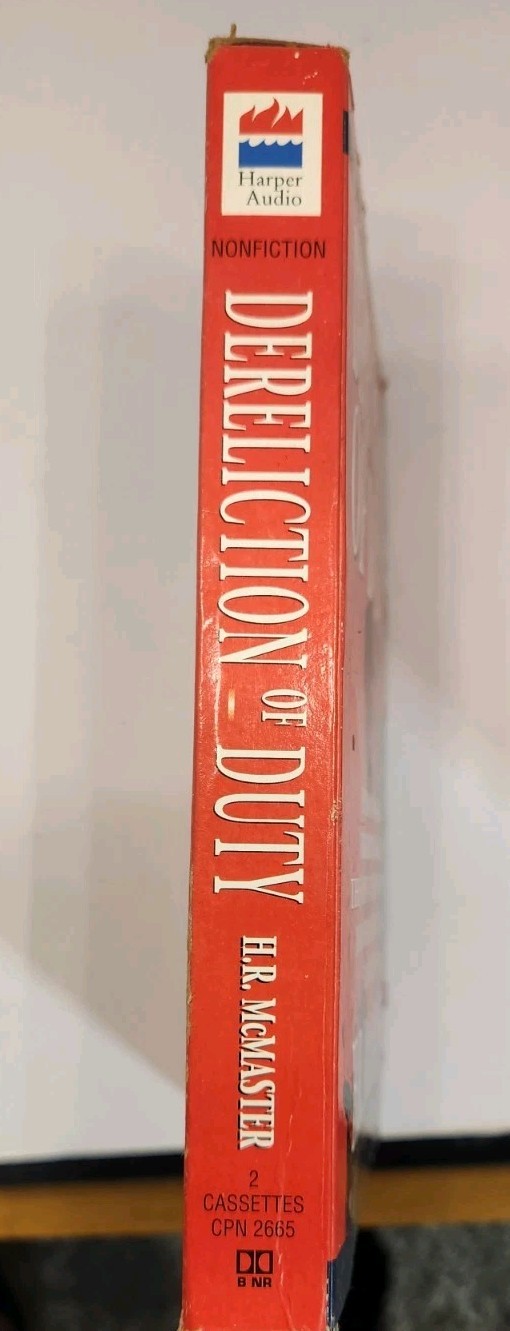 Harper
Audio
NONFICTION
DERELICTION OF DUTY
H.R. McMASTER
2
CASSETTES
CPN 2665
B NR